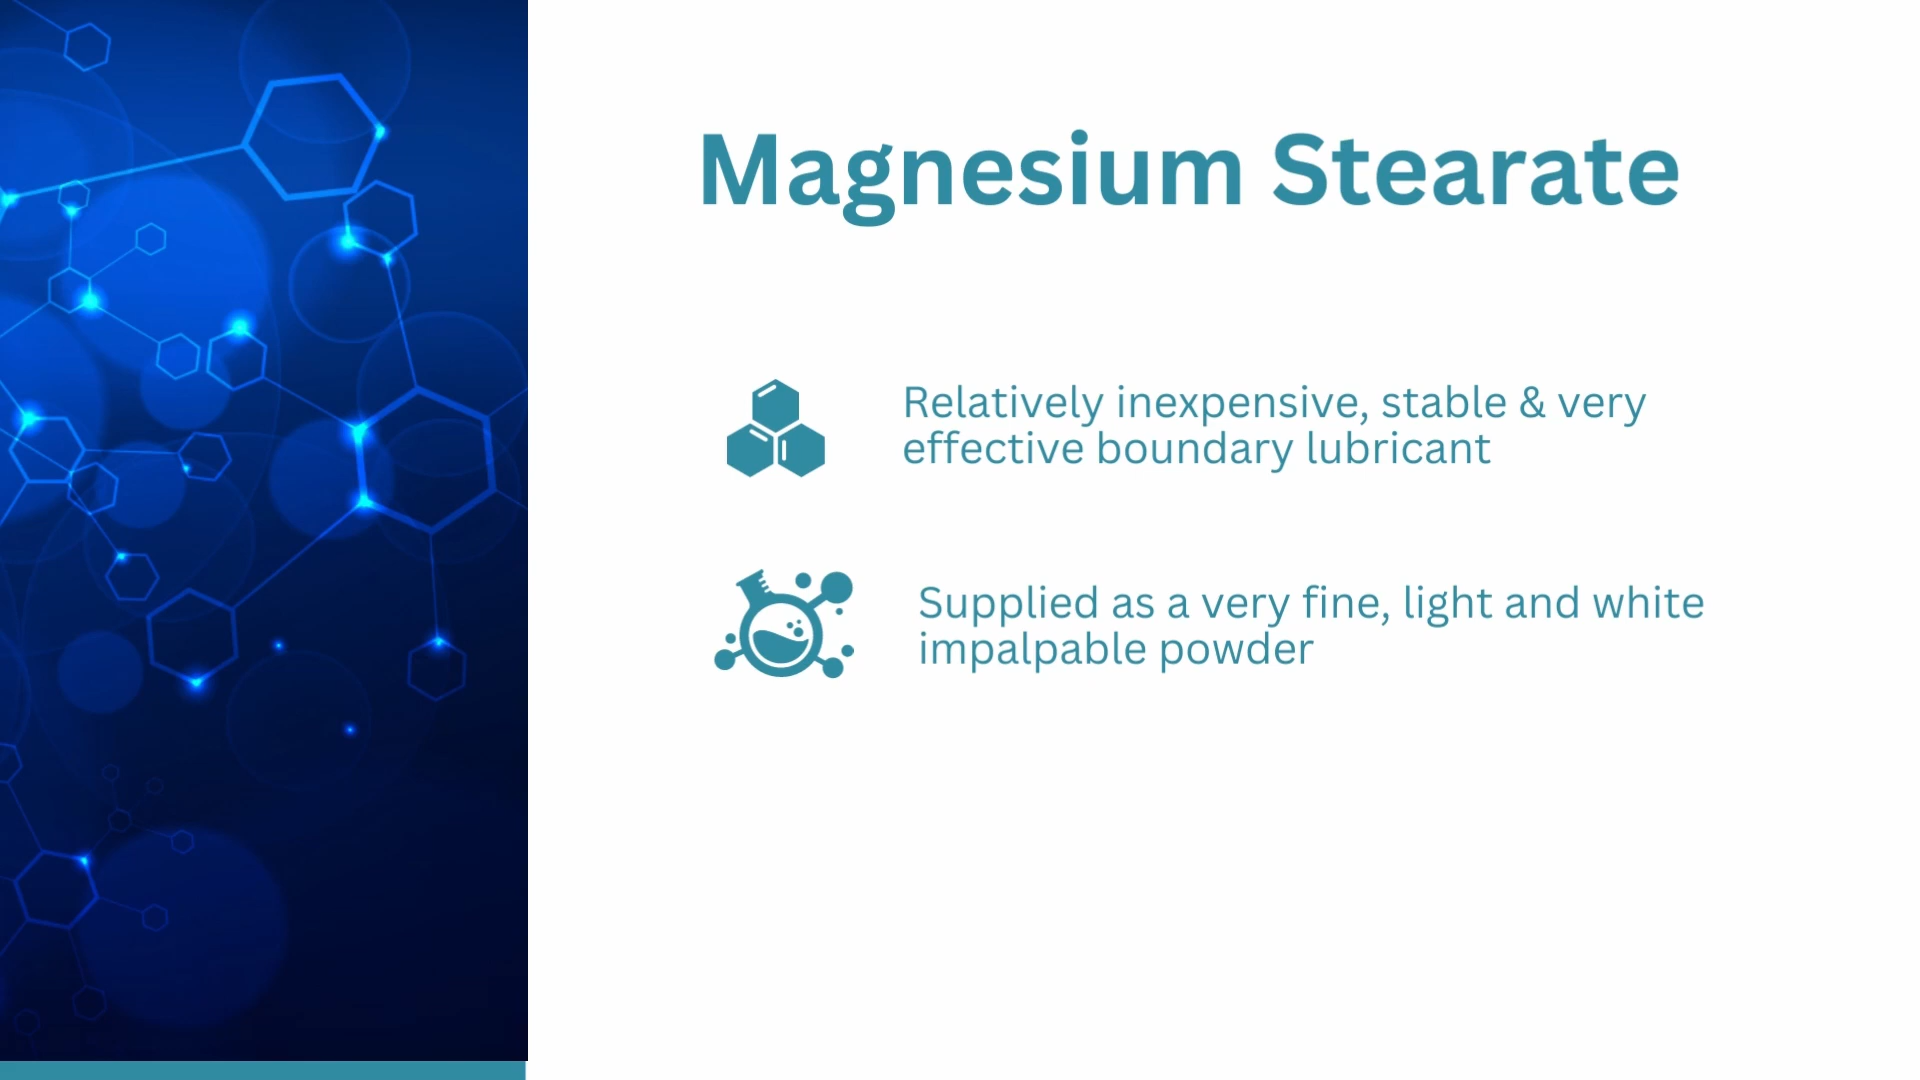 Magnesium Stearate
Relatively inexpensive, stable & very
effective boundary lubricant
Supplied as a very fine, light and white
impalpable powder